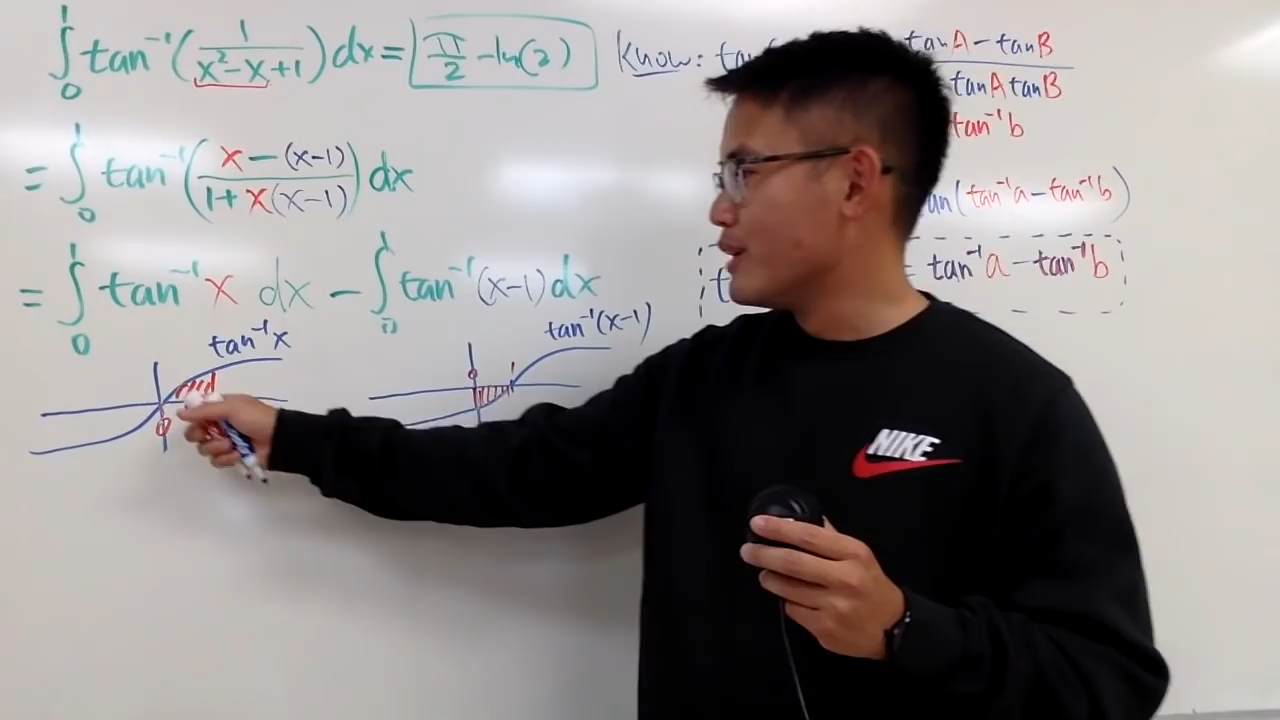 ∫₀¹ tan⁻¹(1/(x²-x+1)) dx = π/2 - ln(2)
Know: tan( tanA - tanB
tanA tanB
tan⁻¹b
= ∫₀¹ tan⁻¹((x-(x-1))/(1+x(x-1))) dx
(tan⁻¹a - tan⁻¹b)
= ∫₀¹ tan⁻¹x dx - ∫₀¹ tan⁻¹(x-1) dx
= tan⁻¹a - tan⁻¹b
tan⁻¹x
tan⁻¹(x-1)
0
0 1
NIKE